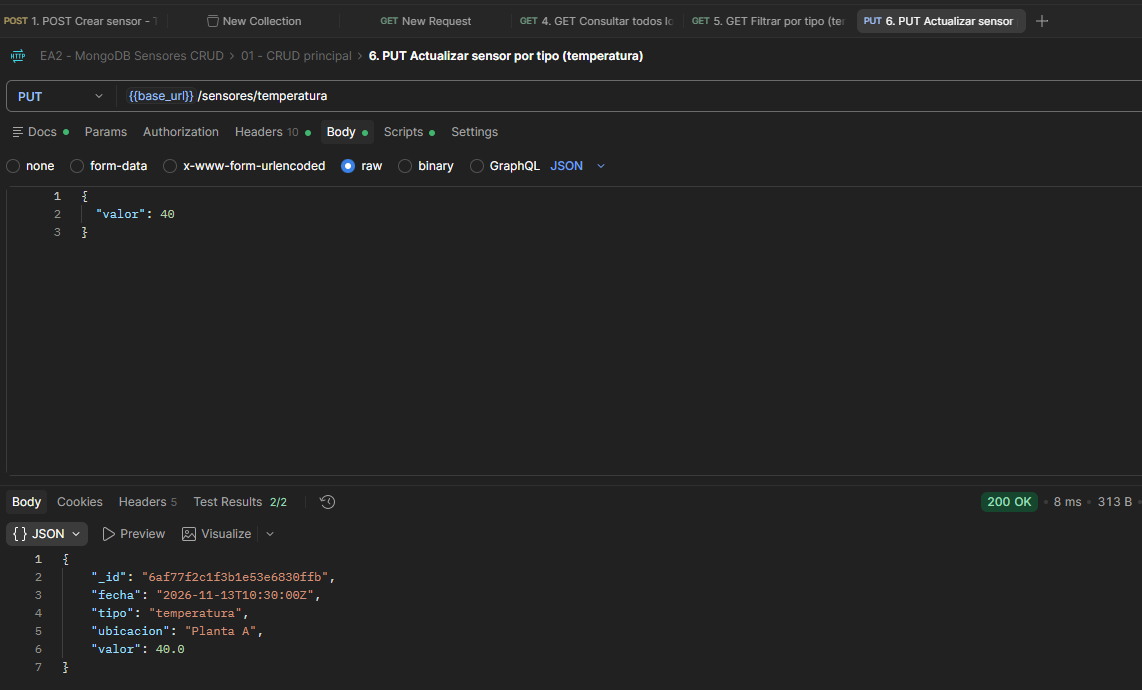 POST 1. POST Crear sensor - New Collection GET New Request GET 4. GET Consultar todos GET 5. GET Filtrar por tipo PUT 6. PUT Actualizar sensor
HTTP EA2 - MongoDB Sensores CRUD > 01 - CRUD principal > 6. PUT Actualizar sensor por tipo (temperatura)
PUT {{base_url}} /sensores/temperatura
Docs Params Authorization Headers 10 Body Scripts Settings
none form-data x-www-form-urlencoded raw binary GraphQL JSON
1 {
2 "valor": 40
3 }
Body Cookies Headers 5 Test Results 2/2 200 OK • 8 ms • 313 B
{} JSON Preview Visualize
1 {
2 "_id": "6af77f2c1f3b1e53e6830ffb",
3 "fecha": "2026-11-13T10:30:00Z",
4 "tipo": "temperatura",
5 "ubicacion": "Planta A",
6 "valor": 40.0
7 }